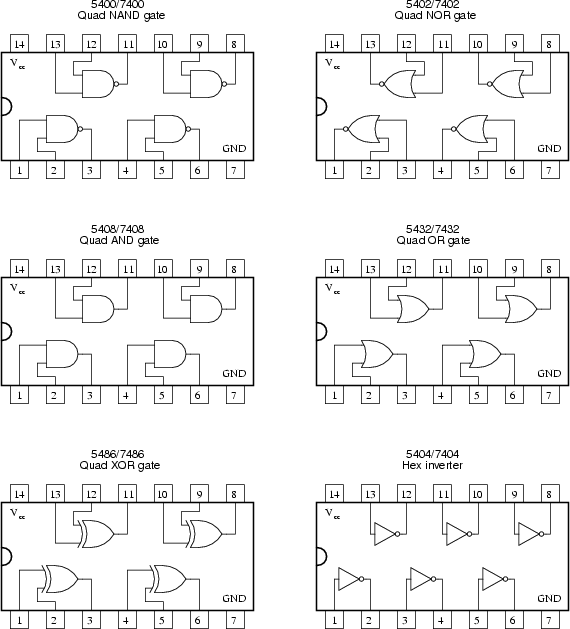 5400/7400
Quad NAND gate
14 13 12 11 10 9 8
Vcc
GND
1 2 3 4 5 6 7
5402/7402
Quad NOR gate
14 13 12 11 10 9 8
Vcc
GND
1 2 3 4 5 6 7
5408/7408
Quad AND gate
14 13 12 11 10 9 8
Vcc
GND
1 2 3 4 5 6 7
5432/7432
Quad OR gate
14 13 12 11 10 9 8
Vcc
GND
1 2 3 4 5 6 7
5486/7486
Quad XOR gate
14 13 12 11 10 9 8
Vcc
GND
1 2 3 4 5 6 7
5404/7404
Hex inverter
14 13 12 11 10 9 8
Vcc
GND
1 2 3 4 5 6 7